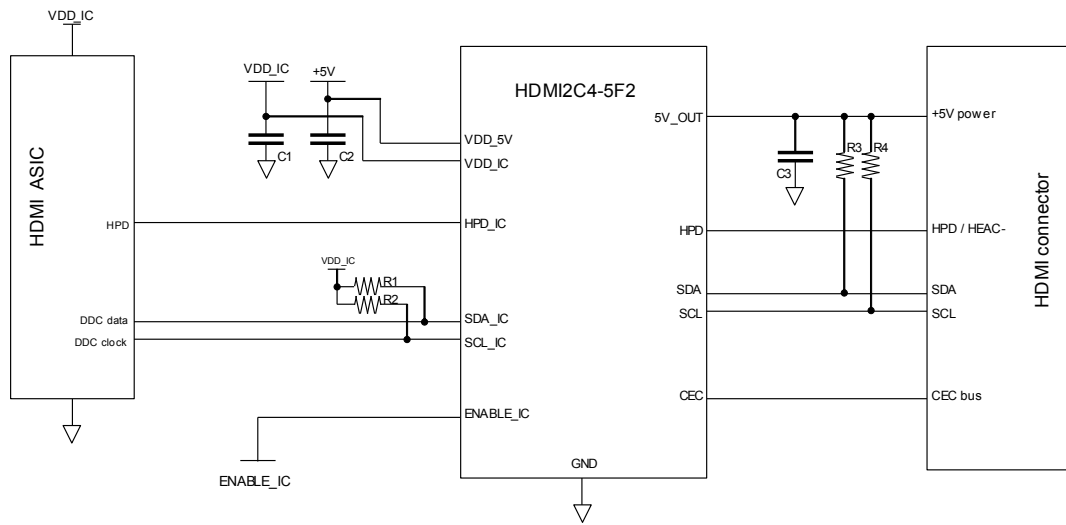 VDD_IC
HDMI ASIC
HPD
DDC data
DDC clock
VDD_IC
+5V
C1
C2
VDD_IC
R1
R2
ENABLE_IC
HDMI2C4-5F2
VDD_5V
VDD_IC
HPD_IC
SDA_IC
SCL_IC
ENABLE_IC
GND
5V_OUT
HPD
SDA
SCL
CEC
C3
R3
R4
+5V power
HPD / HEAC-
SDA
SCL
CEC bus
HDMI connector